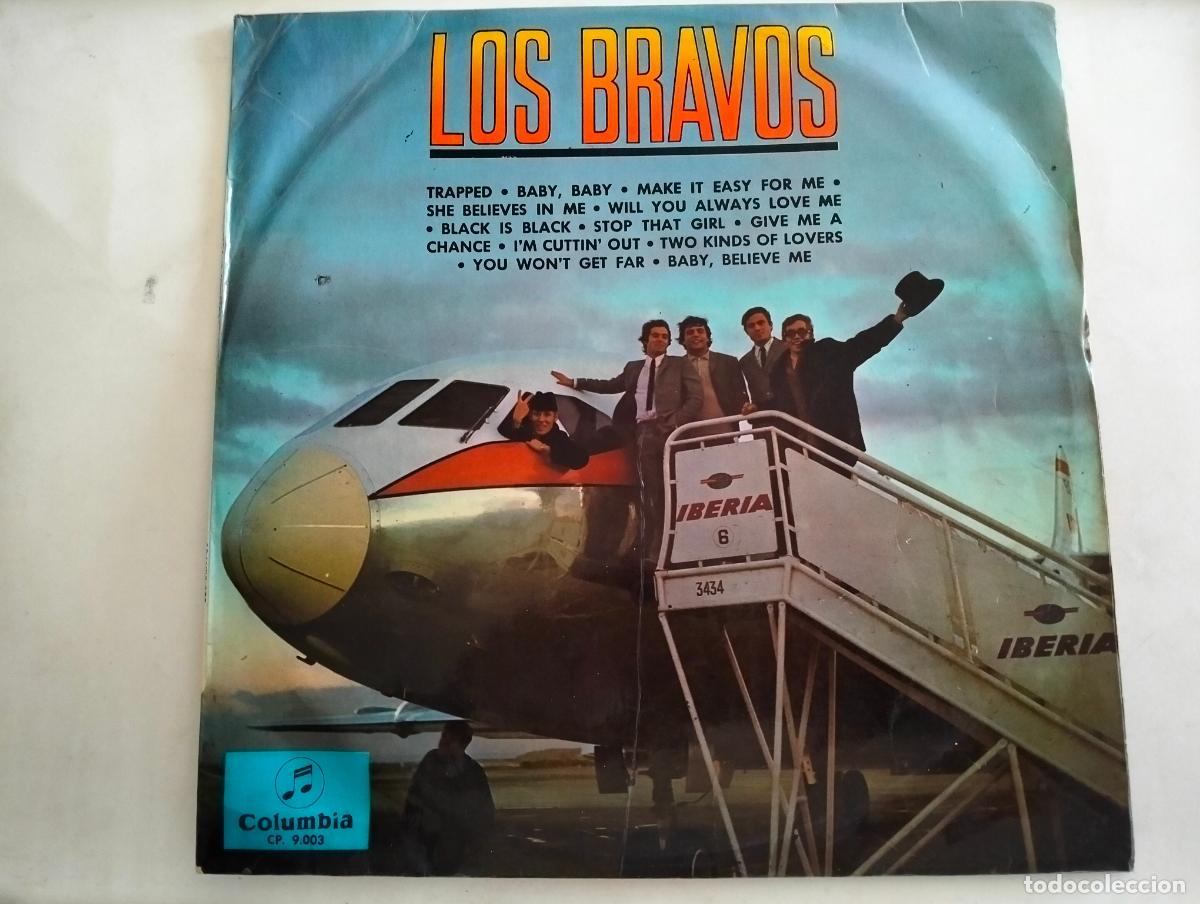 LOS BRAVOS
TRAPPED • BABY, BABY • MAKE IT EASY FOR ME •
SHE BELIEVES IN ME • WILL YOU ALWAYS LOVE ME
• BLACK IS BLACK • STOP THAT GIRL • GIVE ME A
CHANCE • I'M CUTTIN' OUT • TWO KINDS OF LOVERS
• YOU WON'T GET FAR • BABY, BELIEVE ME
IBERIA
6
3434
IBERIA
Columbia
CP. 9.003
todocoleccion